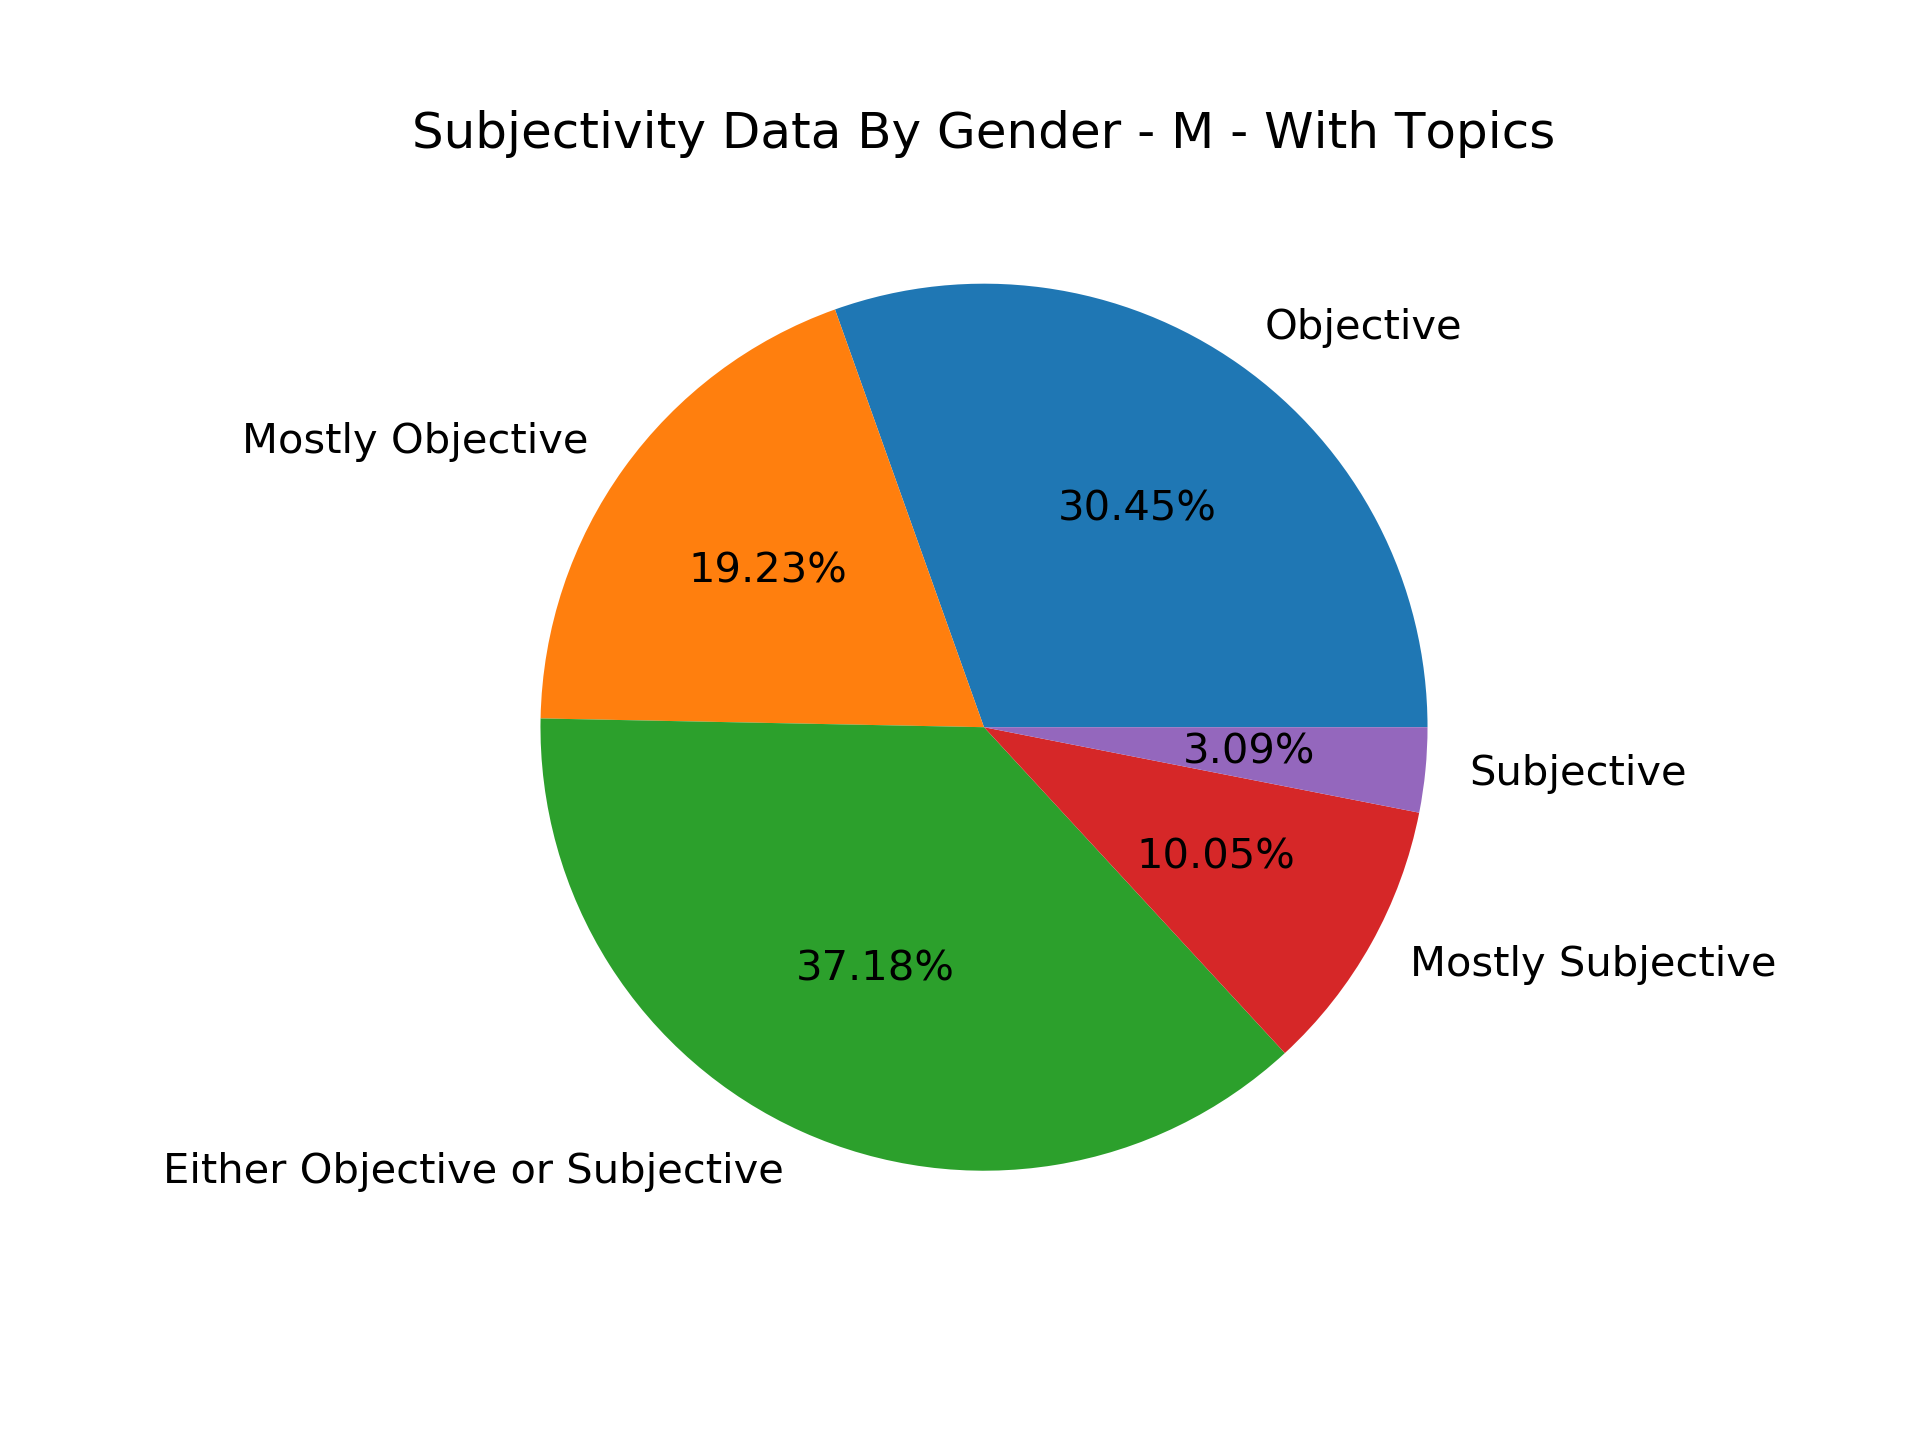 Subjectivity Data By Gender - M - With Topics
Objective
Mostly Objective
30.45%
19.23%
3.09%
Subjective
10.05%
37.18%
Mostly Subjective
Either Objective or Subjective